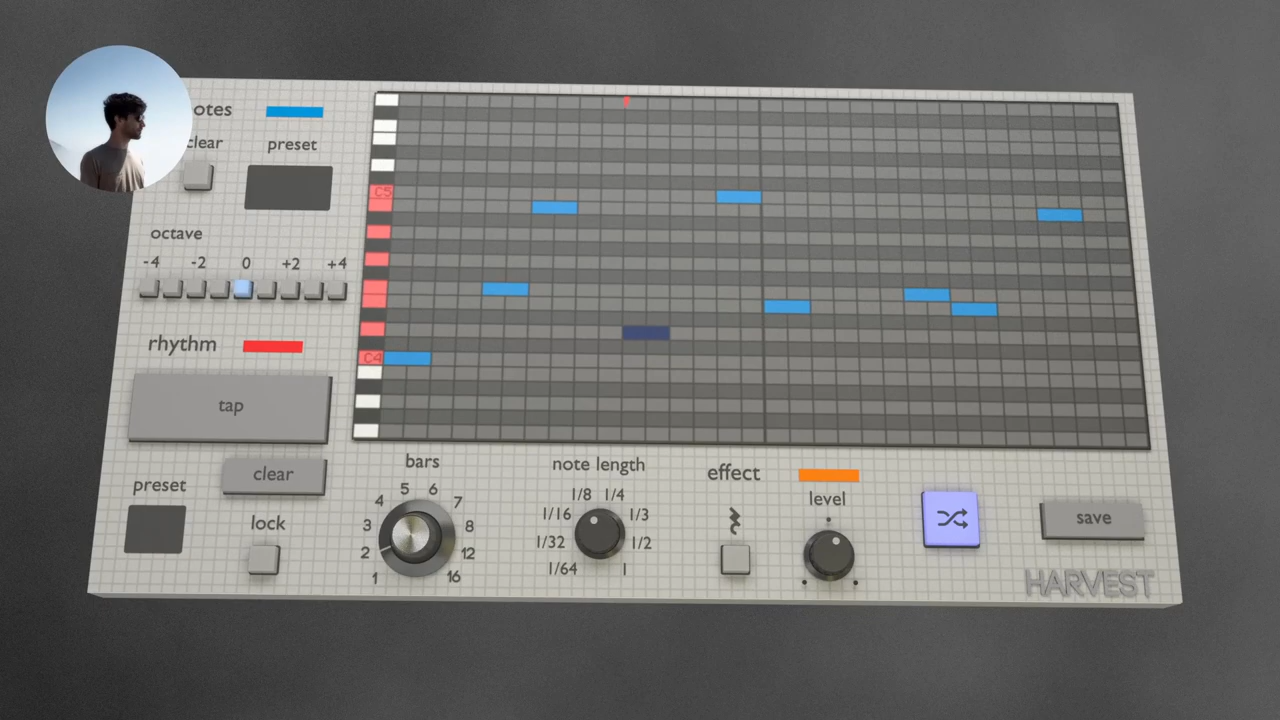 otes
clear
preset
octave
-4 -2 0 +2 +4
rhythm
tap
clear
preset
lock
C5
C4
bars
1 2 3 4 5 6 7 8 12 16
note length
1/64 1/32 1/16 1/8 1/4 1/3 1/2 1
effect
level
save
HARVEST